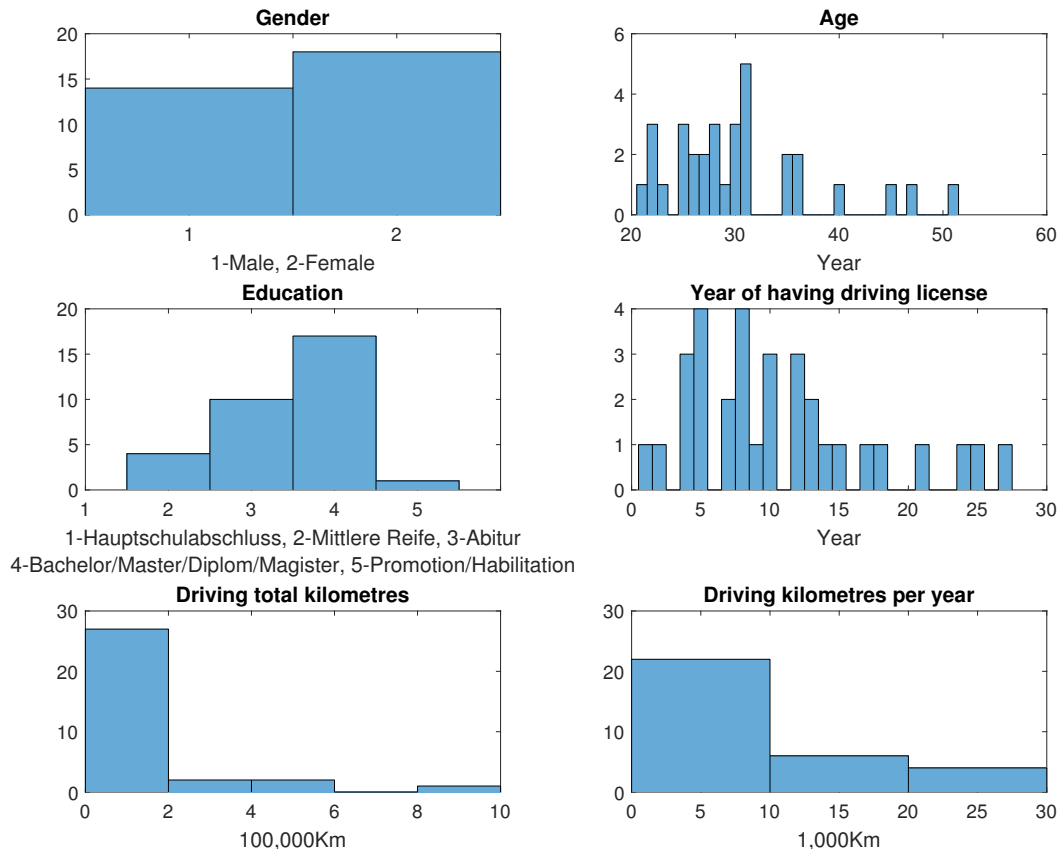 Gender
20
15
10
5
0
1 2
1-Male, 2-Female
Age
6
4
2
0
20 30 40 50 60
Year
Education
20
15
10
5
0
1 2 3 4 5
1-Hauptschulabschluss, 2-Mittlere Reife, 3-Abitur
4-Bachelor/Master/Diplom/Magister, 5-Promotion/Habilitation
Year of having driving license
4
3
2
1
0
0 5 10 15 20 25 30
Year
Driving total kilometres
30
20
10
0
0 2 4 6 8 10
100,000Km
Driving kilometres per year
30
20
10
0
0 5 10 15 20 25 30
1,000Km